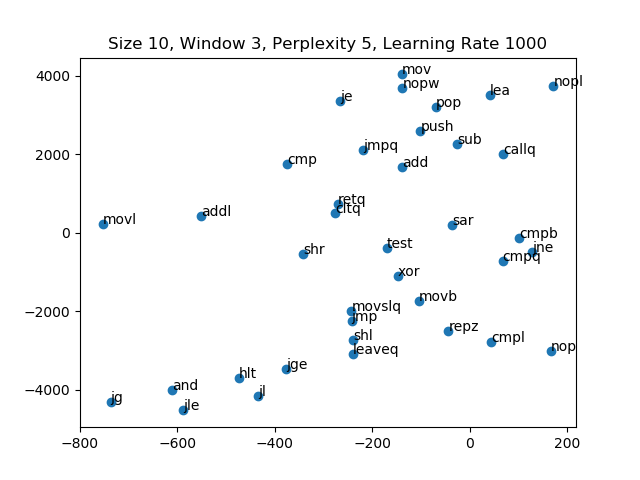 Size 10, Window 3, Perplexity 5, Learning Rate 1000
4000
2000
0
−2000
−4000
mov
nopw
nopl
lea
je
pop
push
sub
jmpq
callq
add
cmp
retq
cltq
addl
movl
sar
cmpb
test
jne
cmpq
shr
xor
movb
movslq
jmp
repz
shl
cmpl
leaveq
nop
jge
hlt
and
jl
jg
jle
−800
−600
−400
−200
0
200